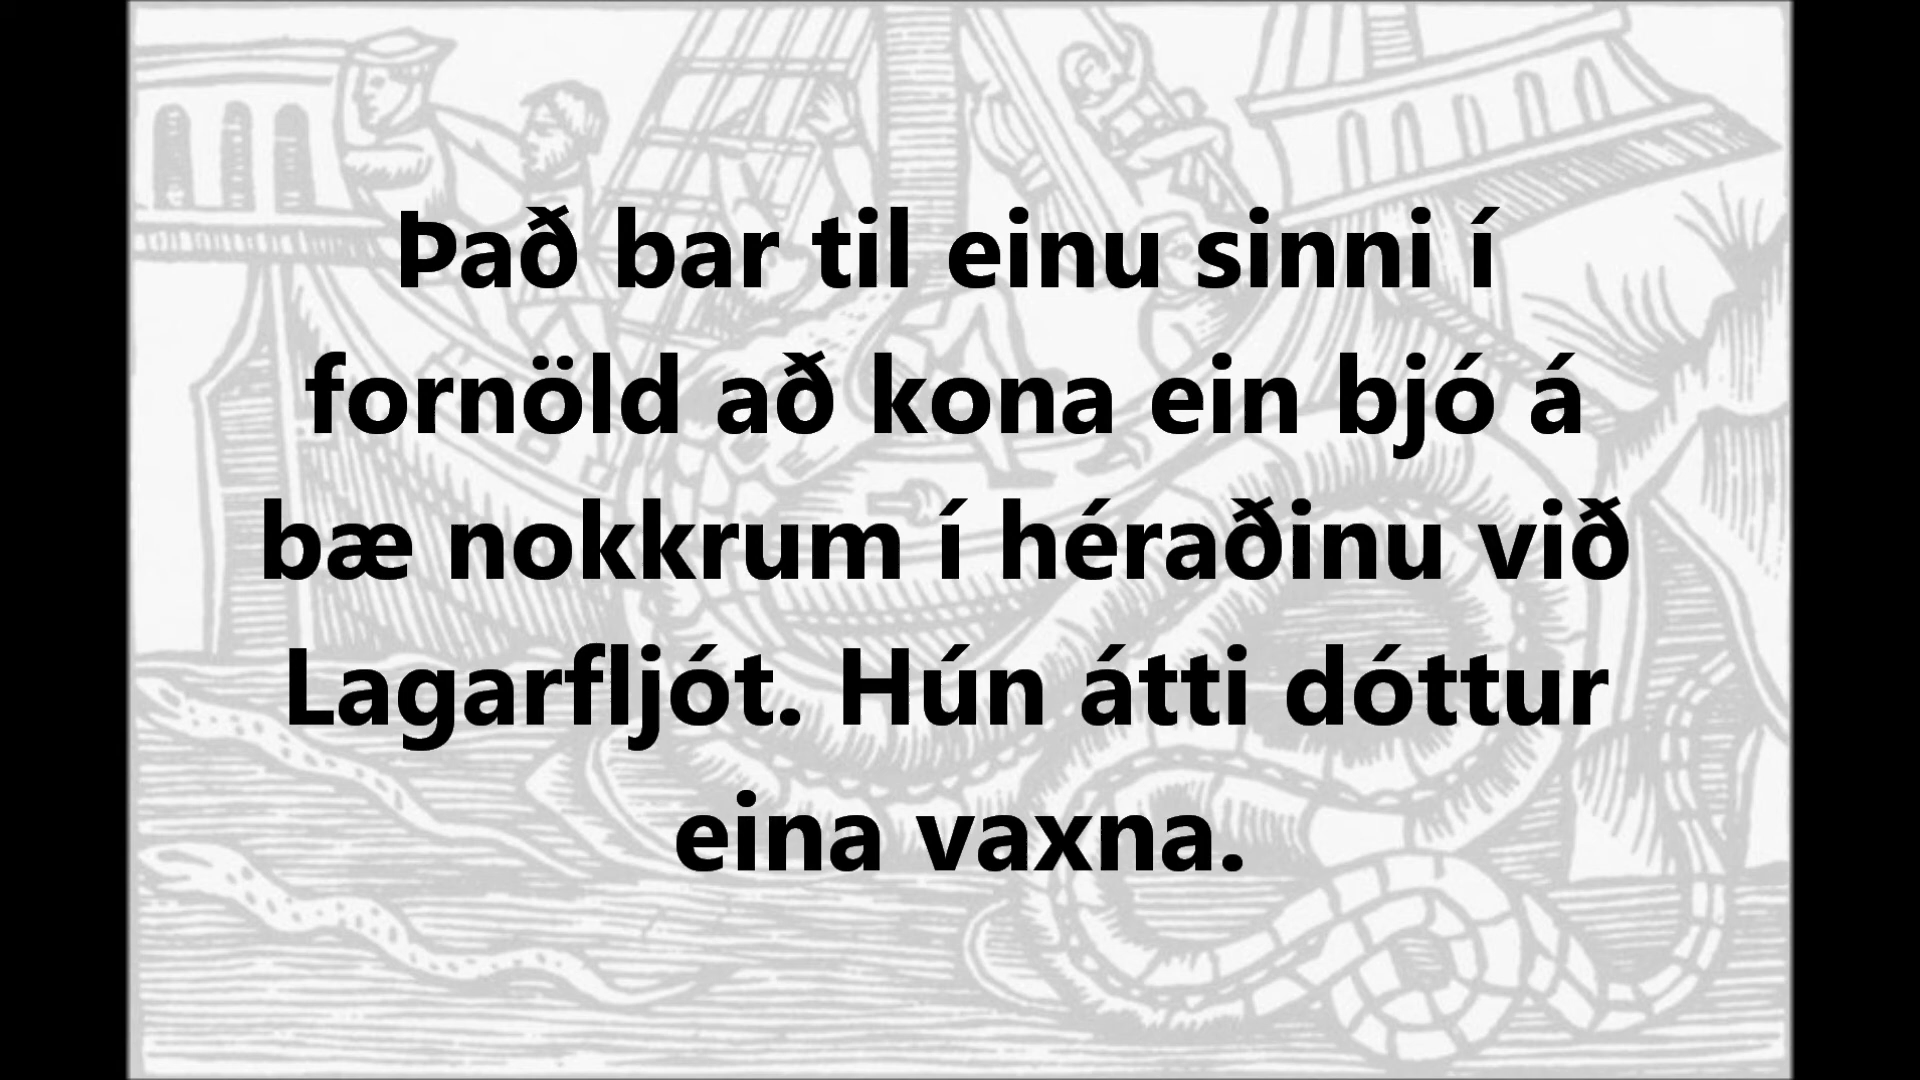 Það bar til einu sinni í
fornöld að kona ein bjó á
bæ nokkrum í héraðinu við
Lagarfljót. Hún átti dóttur
eina vaxna.